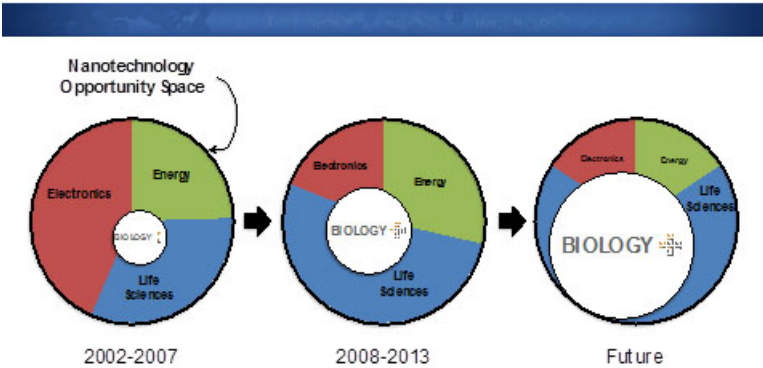 Nanotechnology
Opportunity Space
Electronics
Energy
BIOLOGY
Life
Sciences
2002-2007
Electronics
Energy
BIOLOGY
Life
Sciences
2008-2013
Electronics
Energy
Life
Sciences
BIOLOGY
Future